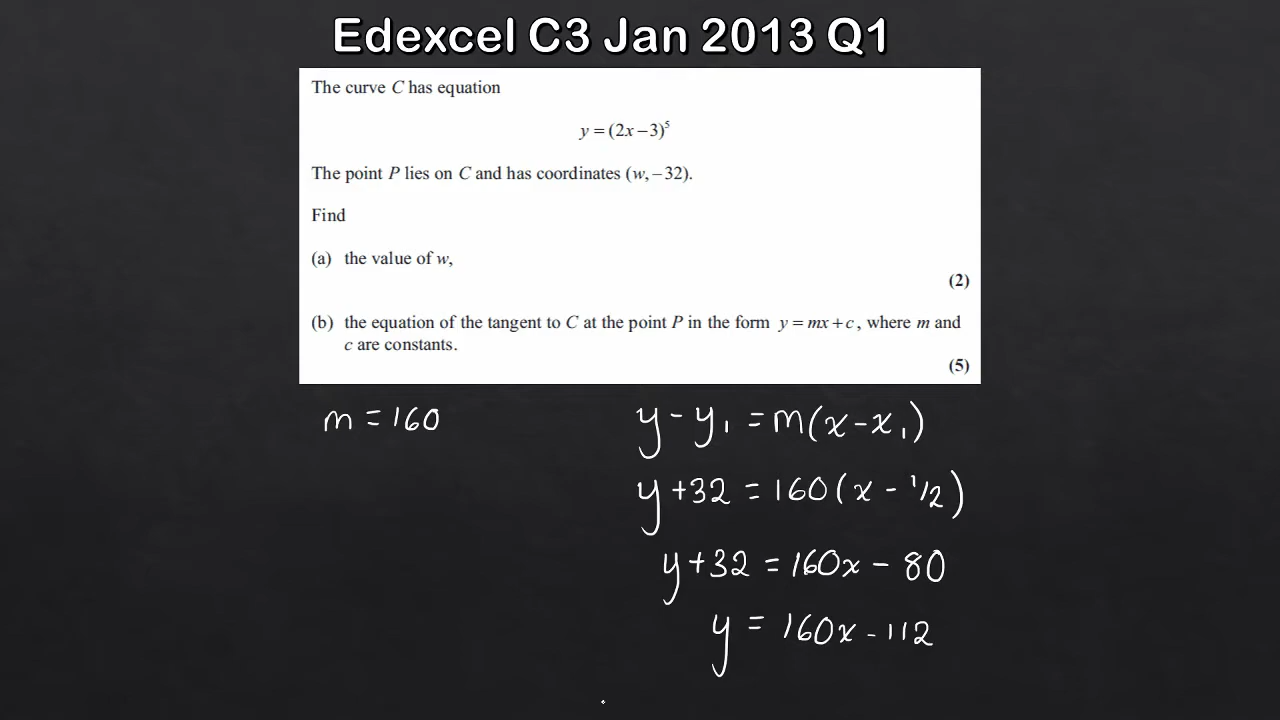 Edexcel C3 Jan 2013 Q1
The curve C has equation
y = (2x − 3)⁵
The point P lies on C and has coordinates (w, −32).
Find
(a) the value of w,
(2)
(b) the equation of the tangent to C at the point P in the form y = mx + c, where m and
c are constants.
(5)
m = 160
y - y₁ = m(x - x₁)
y + 32 = 160(x - 1/2)
y + 32 = 160x - 80
y = 160x - 112